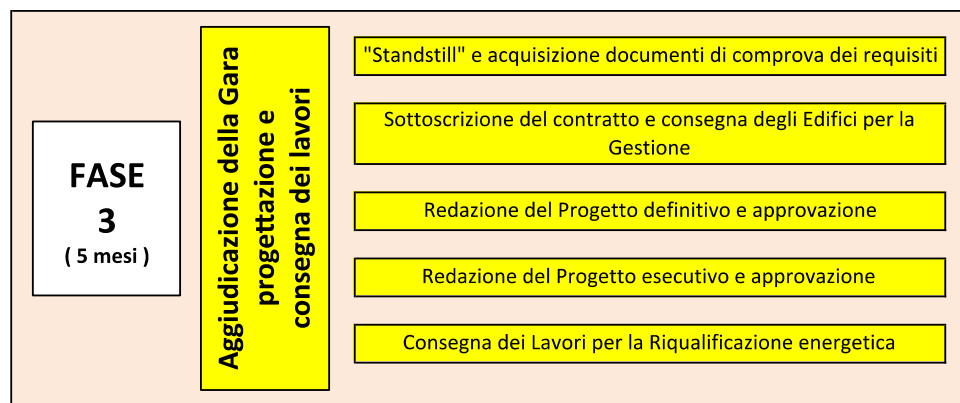 FASE
3
( 5 mesi )
Aggiudicazione della Gara
progettazione e
consegna dei lavori
"Standstill" e acquisizione documenti di comprova dei requisiti
Sottoscrizione del contratto e consegna degli Edifici per la
Gestione
Redazione del Progetto definitivo e approvazione
Redazione del Progetto esecutivo e approvazione
Consegna dei Lavori per la Riqualificazione energetica